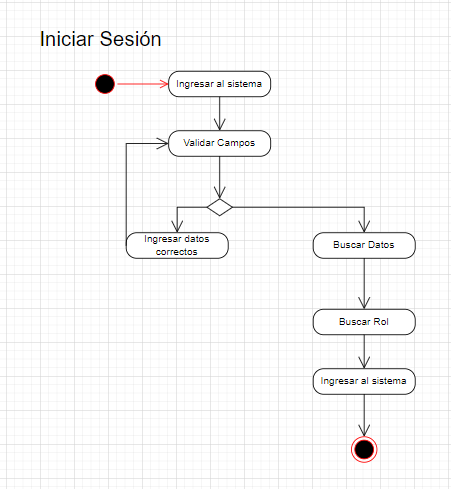 Iniciar Sesión
Ingresar al sistema
Validar Campos
Ingresar datos
correctos
Buscar Datos
Buscar Rol
Ingresar al sistema